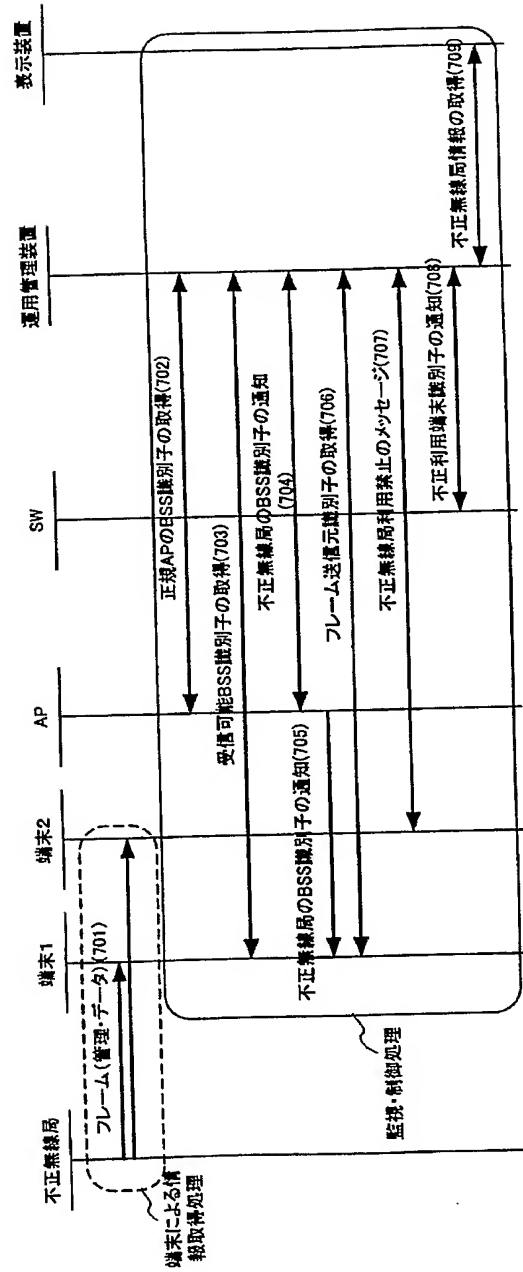 不正無線局
端末1
端末2
AP
SW
運用管理装置
表示装置
フレーム(管理・データ)(701)
端末による情
報取得処理
正規APのBSS識別子の取得(702)
受信可能BSS識別子の取得(703)
不正無線局のBSS識別子の通知
(704)
不正無線局のBSS識別子の通知(705)
フレーム送信元識別子の取得(706)
不正無線局利用禁止のメッセージ(707)
不正利用端末識別子の通知(708)
不正無線局情報の取得(709)
監視・制御処理